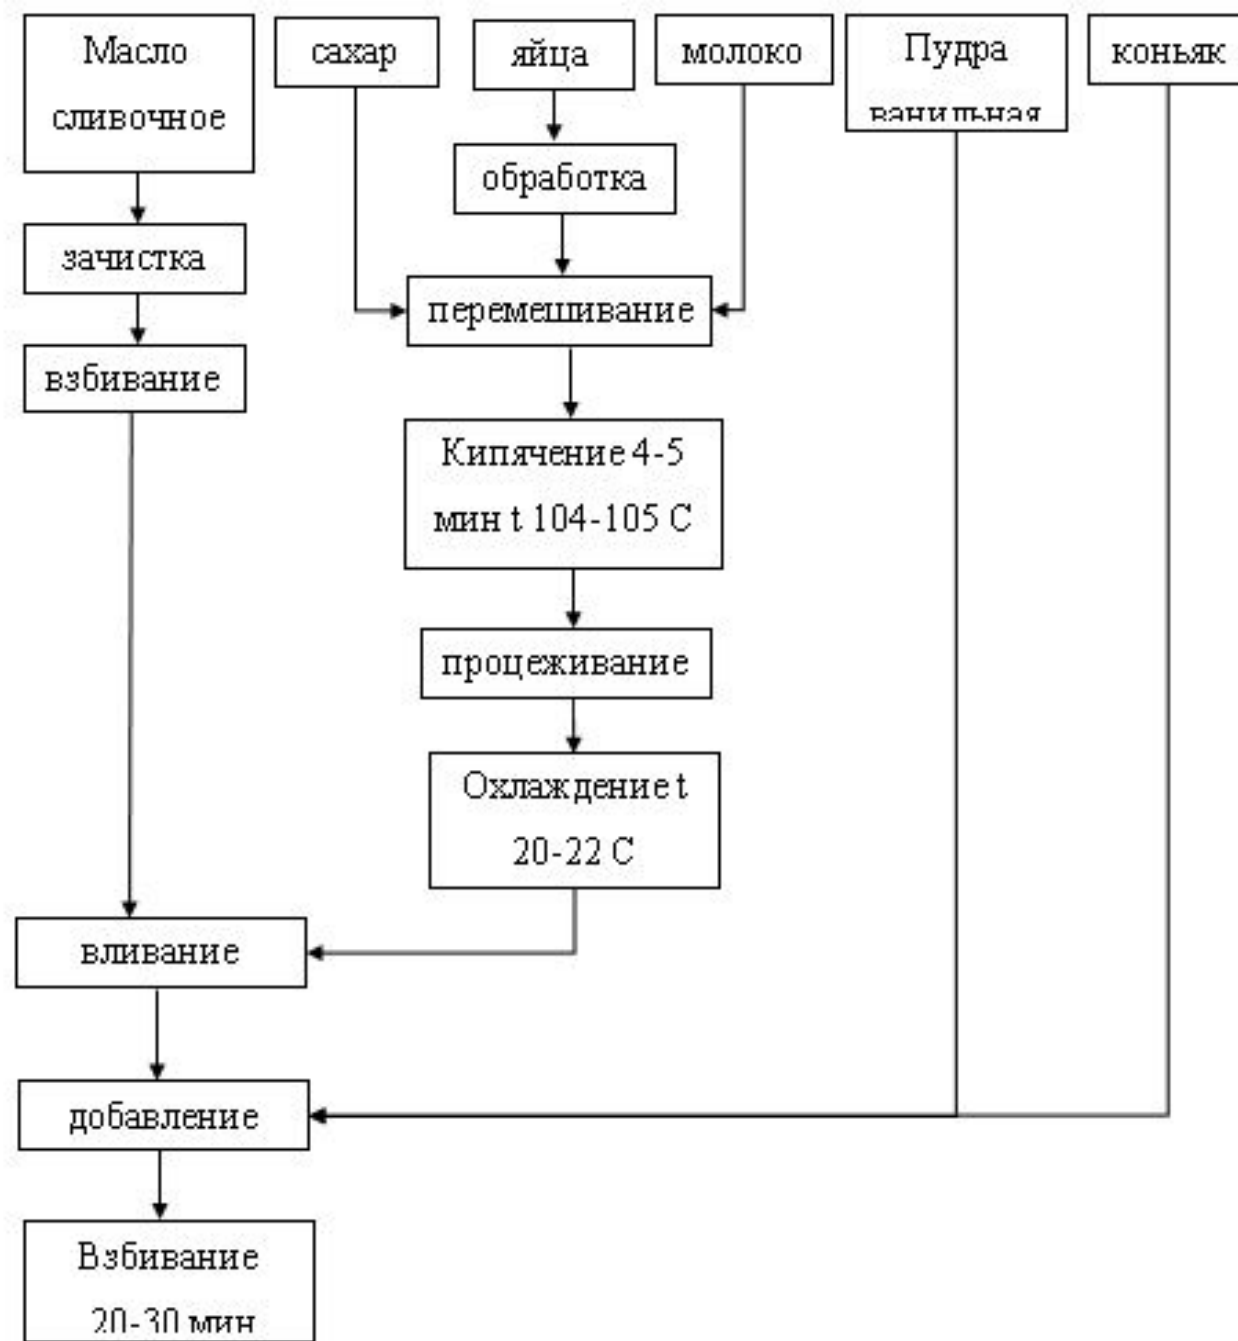 Масло
сливочное
сахар
яйца
молоко
Пудра
ванильная
коньяк
обработка
зачистка
перемешивание
взбивание
Кипячение 4-5
мин t 104-105 С
процеживание
Охлаждение t
20-22 С
вливание
добавление
Взбивание
20-30 мин